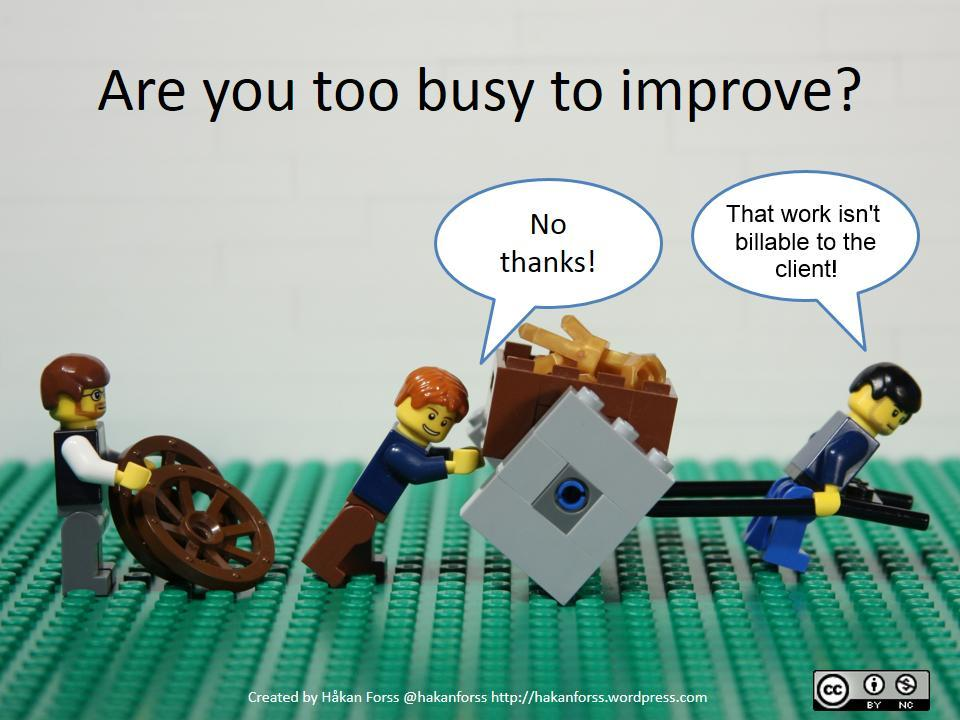 Are you too busy to improve?
No
thanks!
That work isn't
billable to the
client!
Created by Håkan Forss @hakanforss http://hakanforss.wordpress.com
cc
BY NC